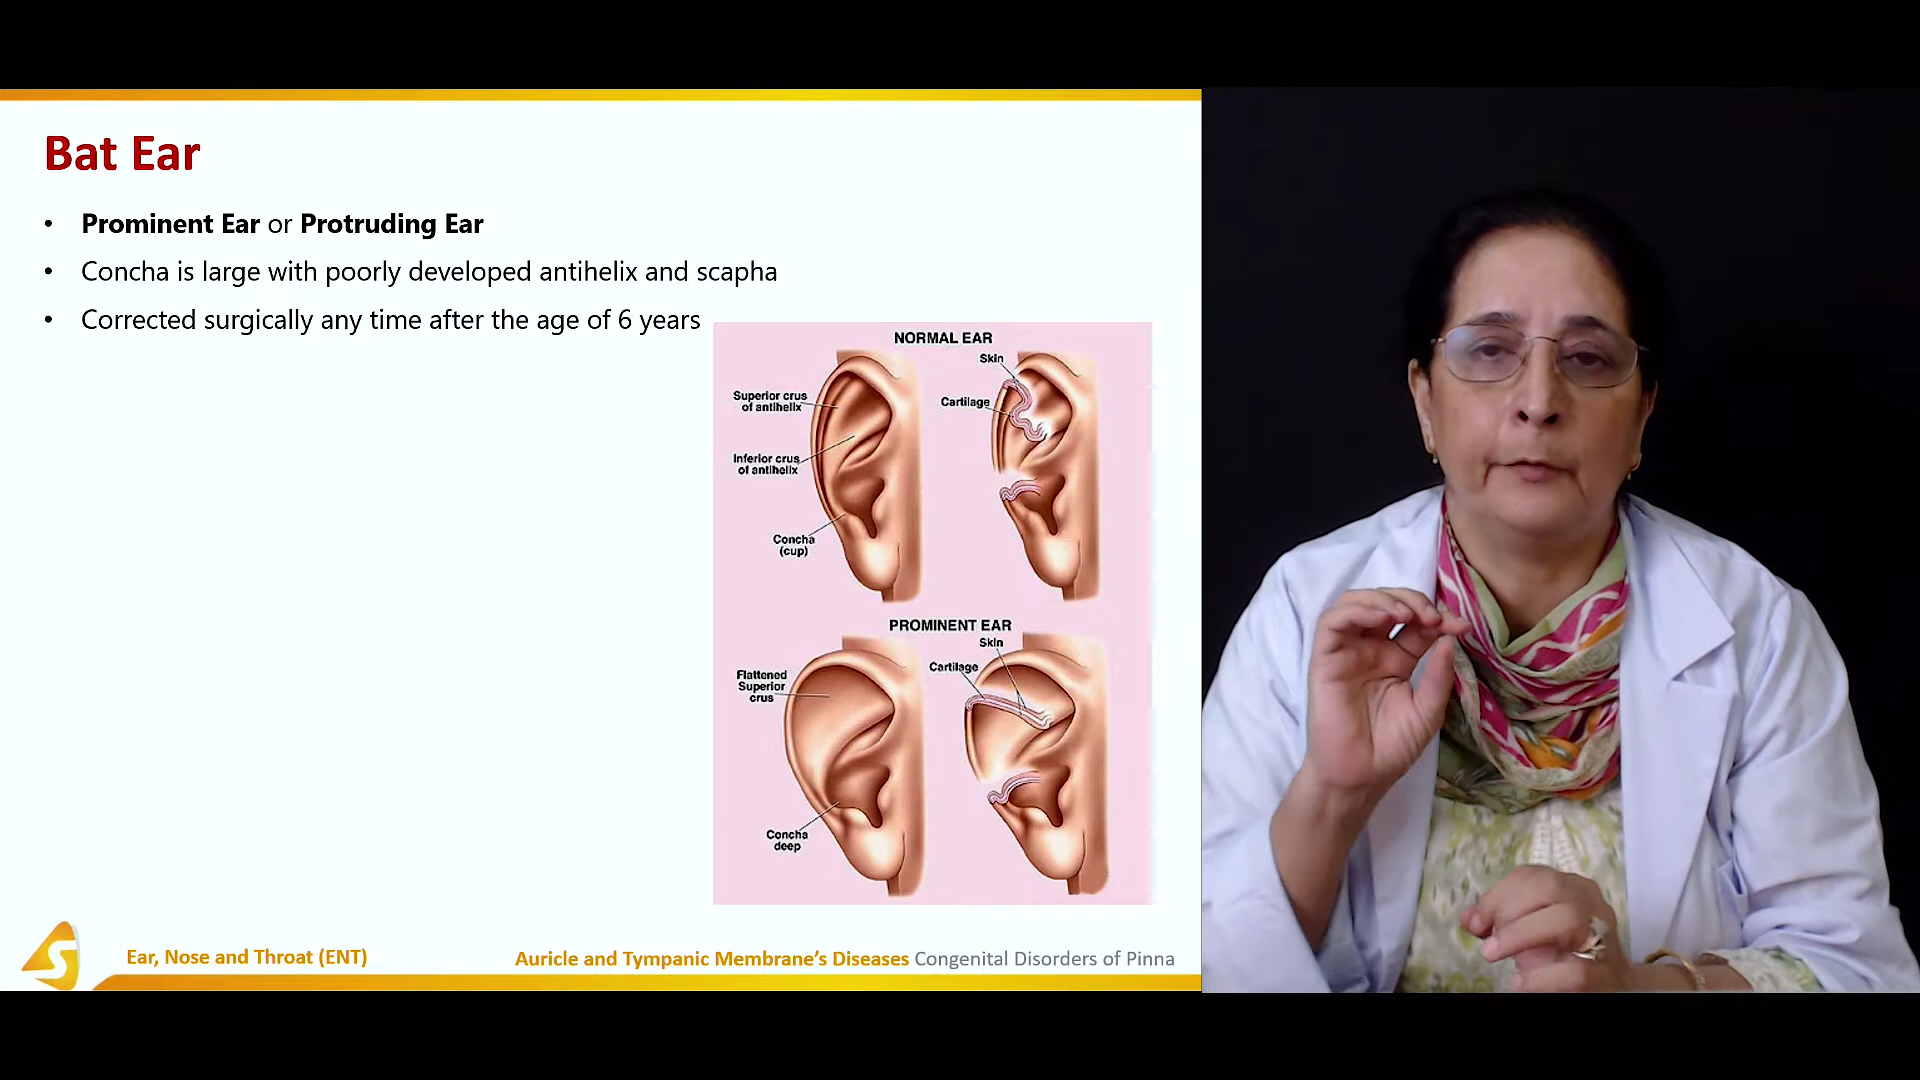 Bat Ear
• Prominent Ear or Protruding Ear
• Concha is large with poorly developed antihelix and scapha
• Corrected surgically any time after the age of 6 years
NORMAL EAR
Skin
Superior crus
of antihelix
Cartilage
Inferior crus
of antihelix
Concha
(cup)
PROMINENT EAR
Skin
Cartilage
Flattened
Superior
crus
Concha
deep
S
Ear, Nose and Throat (ENT)
Auricle and Tympanic Membrane's Diseases Congenital Disorders of Pinna